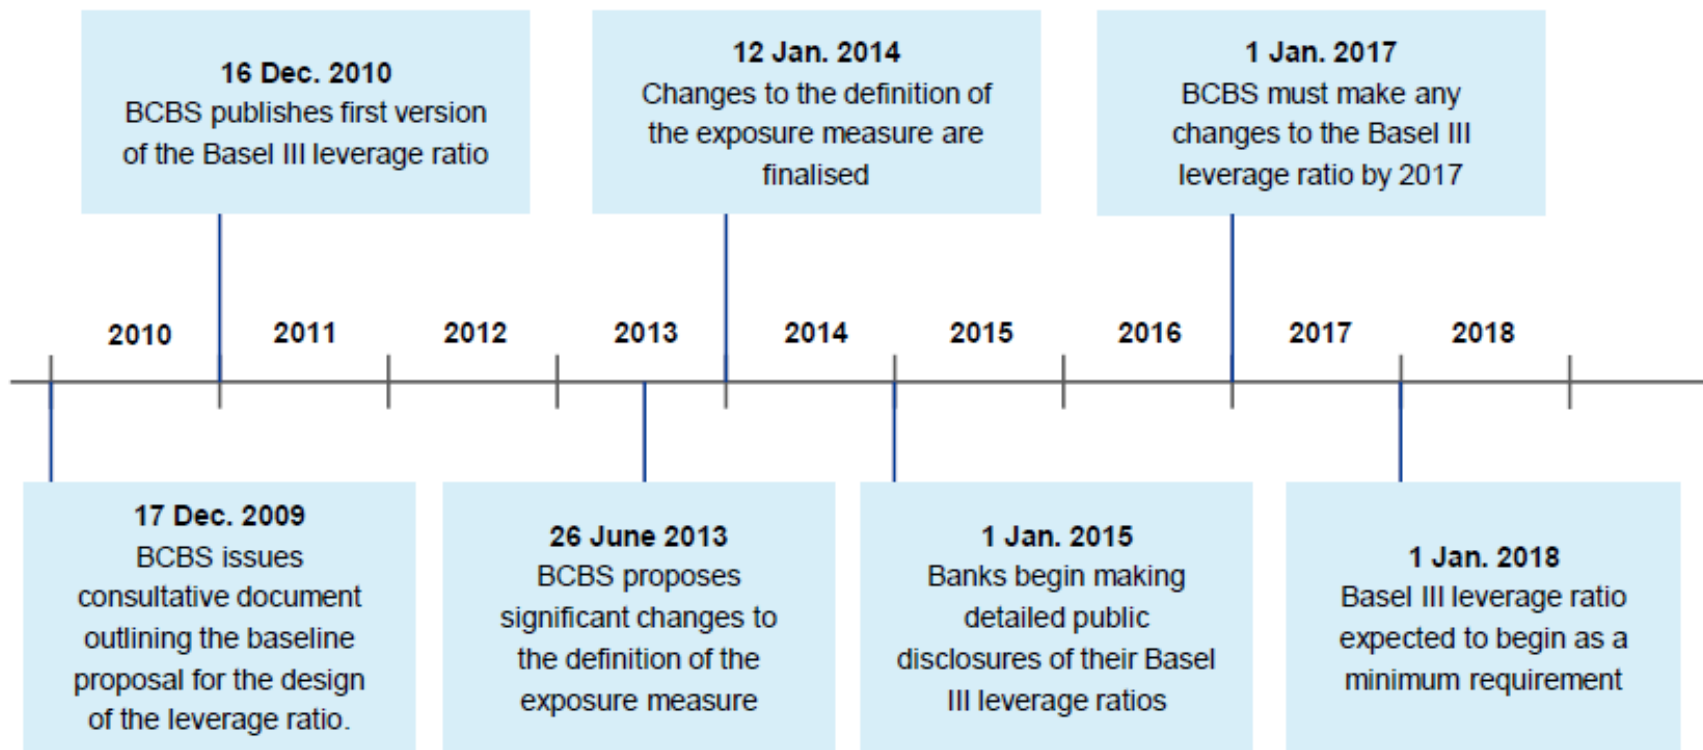 16 Dec. 2010
BCBS publishes first version
of the Basel III leverage ratio
12 Jan. 2014
Changes to the definition of
the exposure measure are
finalised
1 Jan. 2017
BCBS must make any
changes to the Basel III
leverage ratio by 2017
2010 2011 2012 2013 2014 2015 2016 2017 2018
17 Dec. 2009
BCBS issues
consultative document
outlining the baseline
proposal for the design
of the leverage ratio.
26 June 2013
BCBS proposes
significant changes to
the definition of the
exposure measure
1 Jan. 2015
Banks begin making
detailed public
disclosures of their Basel
III leverage ratios
1 Jan. 2018
Basel III leverage ratio
expected to begin as a
minimum requirement